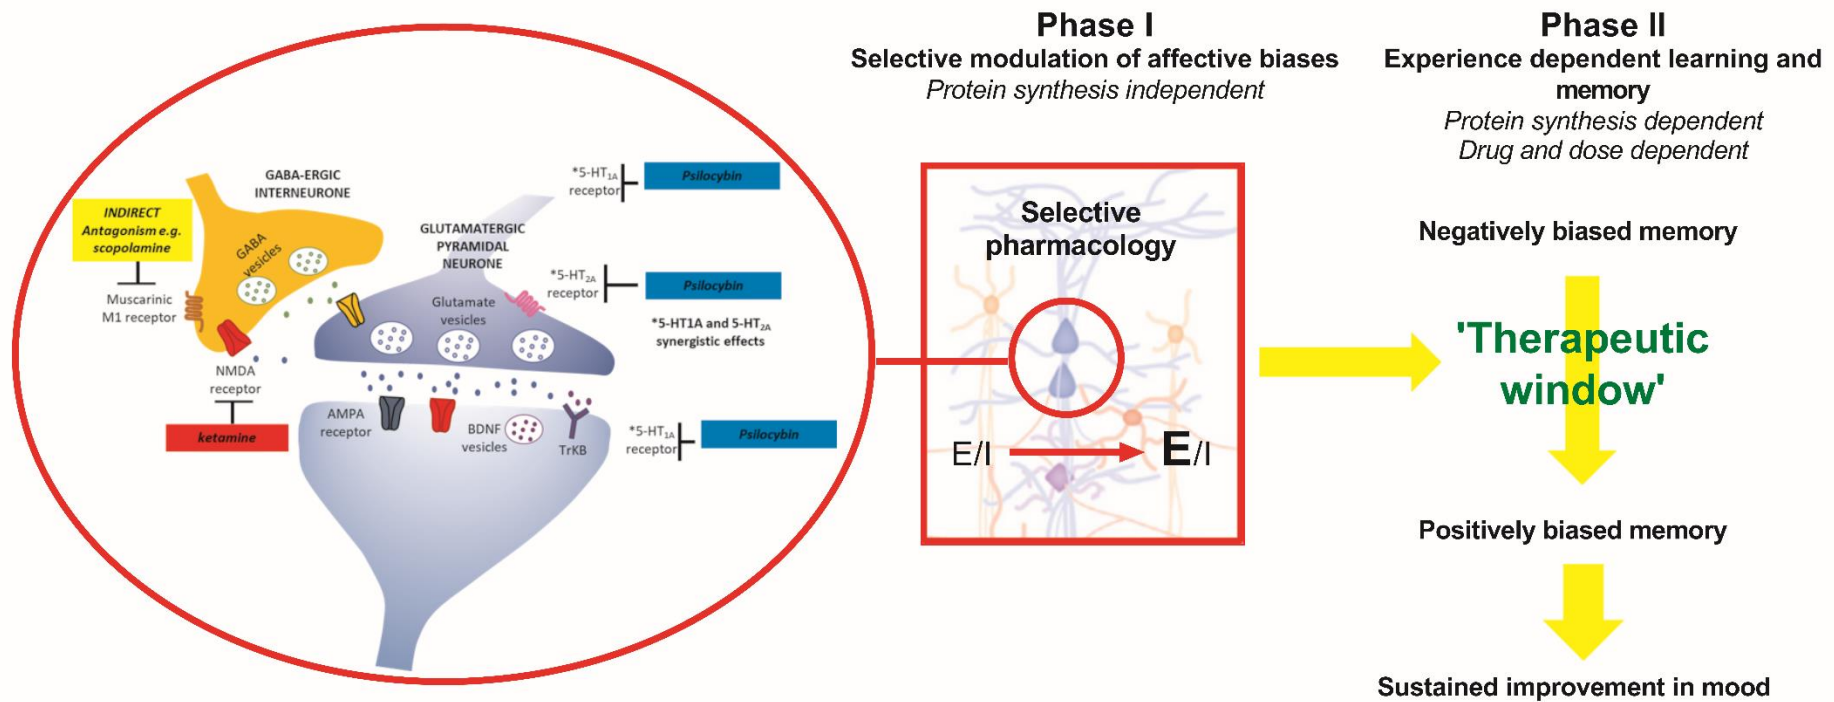 Phase I
Selective modulation of affective biases
Protein synthesis independent
Phase II
Experience dependent learning and
memory
Protein synthesis dependent
Drug and dose dependent
GABA-ERGIC
INTERNEURONE
INDIRECT
Antagonism e.g.
scopolamine
GABA
vesicles
Muscarinic
M1 receptor
NMDA
receptor
ketamine
GLUTAMATERGIC
PYRAMIDAL
NEURONE
Glutamate
vesicles
*5-HT1A
receptor
Psilocybin
*5-HT2A
receptor
Psilocybin
*5-HT1A and 5-HT2A
synergistic effects
AMPA
receptor
BDNF
vesicles
TrKB
*5-HT1A
receptor
Psilocybin
Selective
pharmacology
E/I
E/I
Negatively biased memory
'Therapeutic
window'
Positively biased memory
Sustained improvement in mood